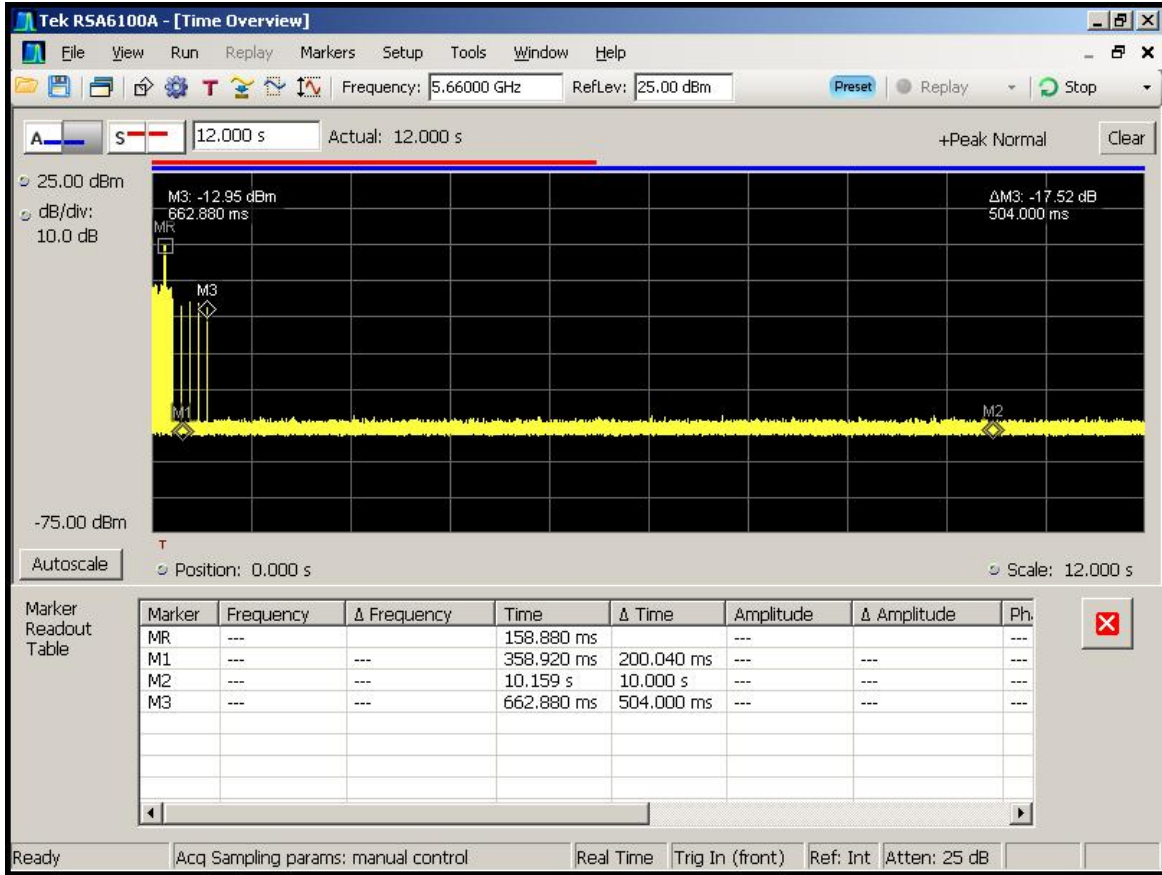 Tek RSA6100A - [Time Overview]
File View Run Replay Markers Setup Tools Window Help
T Frequency: 5.66000 GHz RefLev: 25.00 dBm Preset Replay Stop
A S 12.000 s Actual: 12.000 s +Peak Normal Clear
25.00 dBm
dB/div:
10.0 dB
M3: -12.95 dBm
662.880 ms
ΔM3: -17.52 dB
504.000 ms
MR
M3
M1
M2
-75.00 dBm
T
Autoscale Position: 0.000 s Scale: 12.000 s
Marker
Readout
Table
Marker Frequency Δ Frequency Time Δ Time Amplitude Δ Amplitude Ph
MR --- 158.880 ms --- ---
M1 --- --- 358.920 ms 200.040 ms --- --- ---
M2 --- --- 10.159 s 10.000 s --- --- ---
M3 --- --- 662.880 ms 504.000 ms --- --- ---
Ready Acq Sampling params: manual control Real Time Trig In (front) Ref: Int Atten: 25 dB